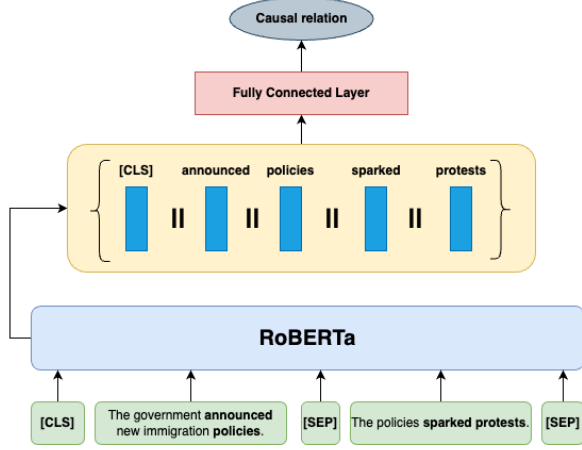 Causal relation
Fully Connected Layer
[CLS] announced policies sparked protests
|| || || ||
RoBERTa
[CLS]
The government announced
new immigration policies.
[SEP]
The policies sparked protests.
[SEP]